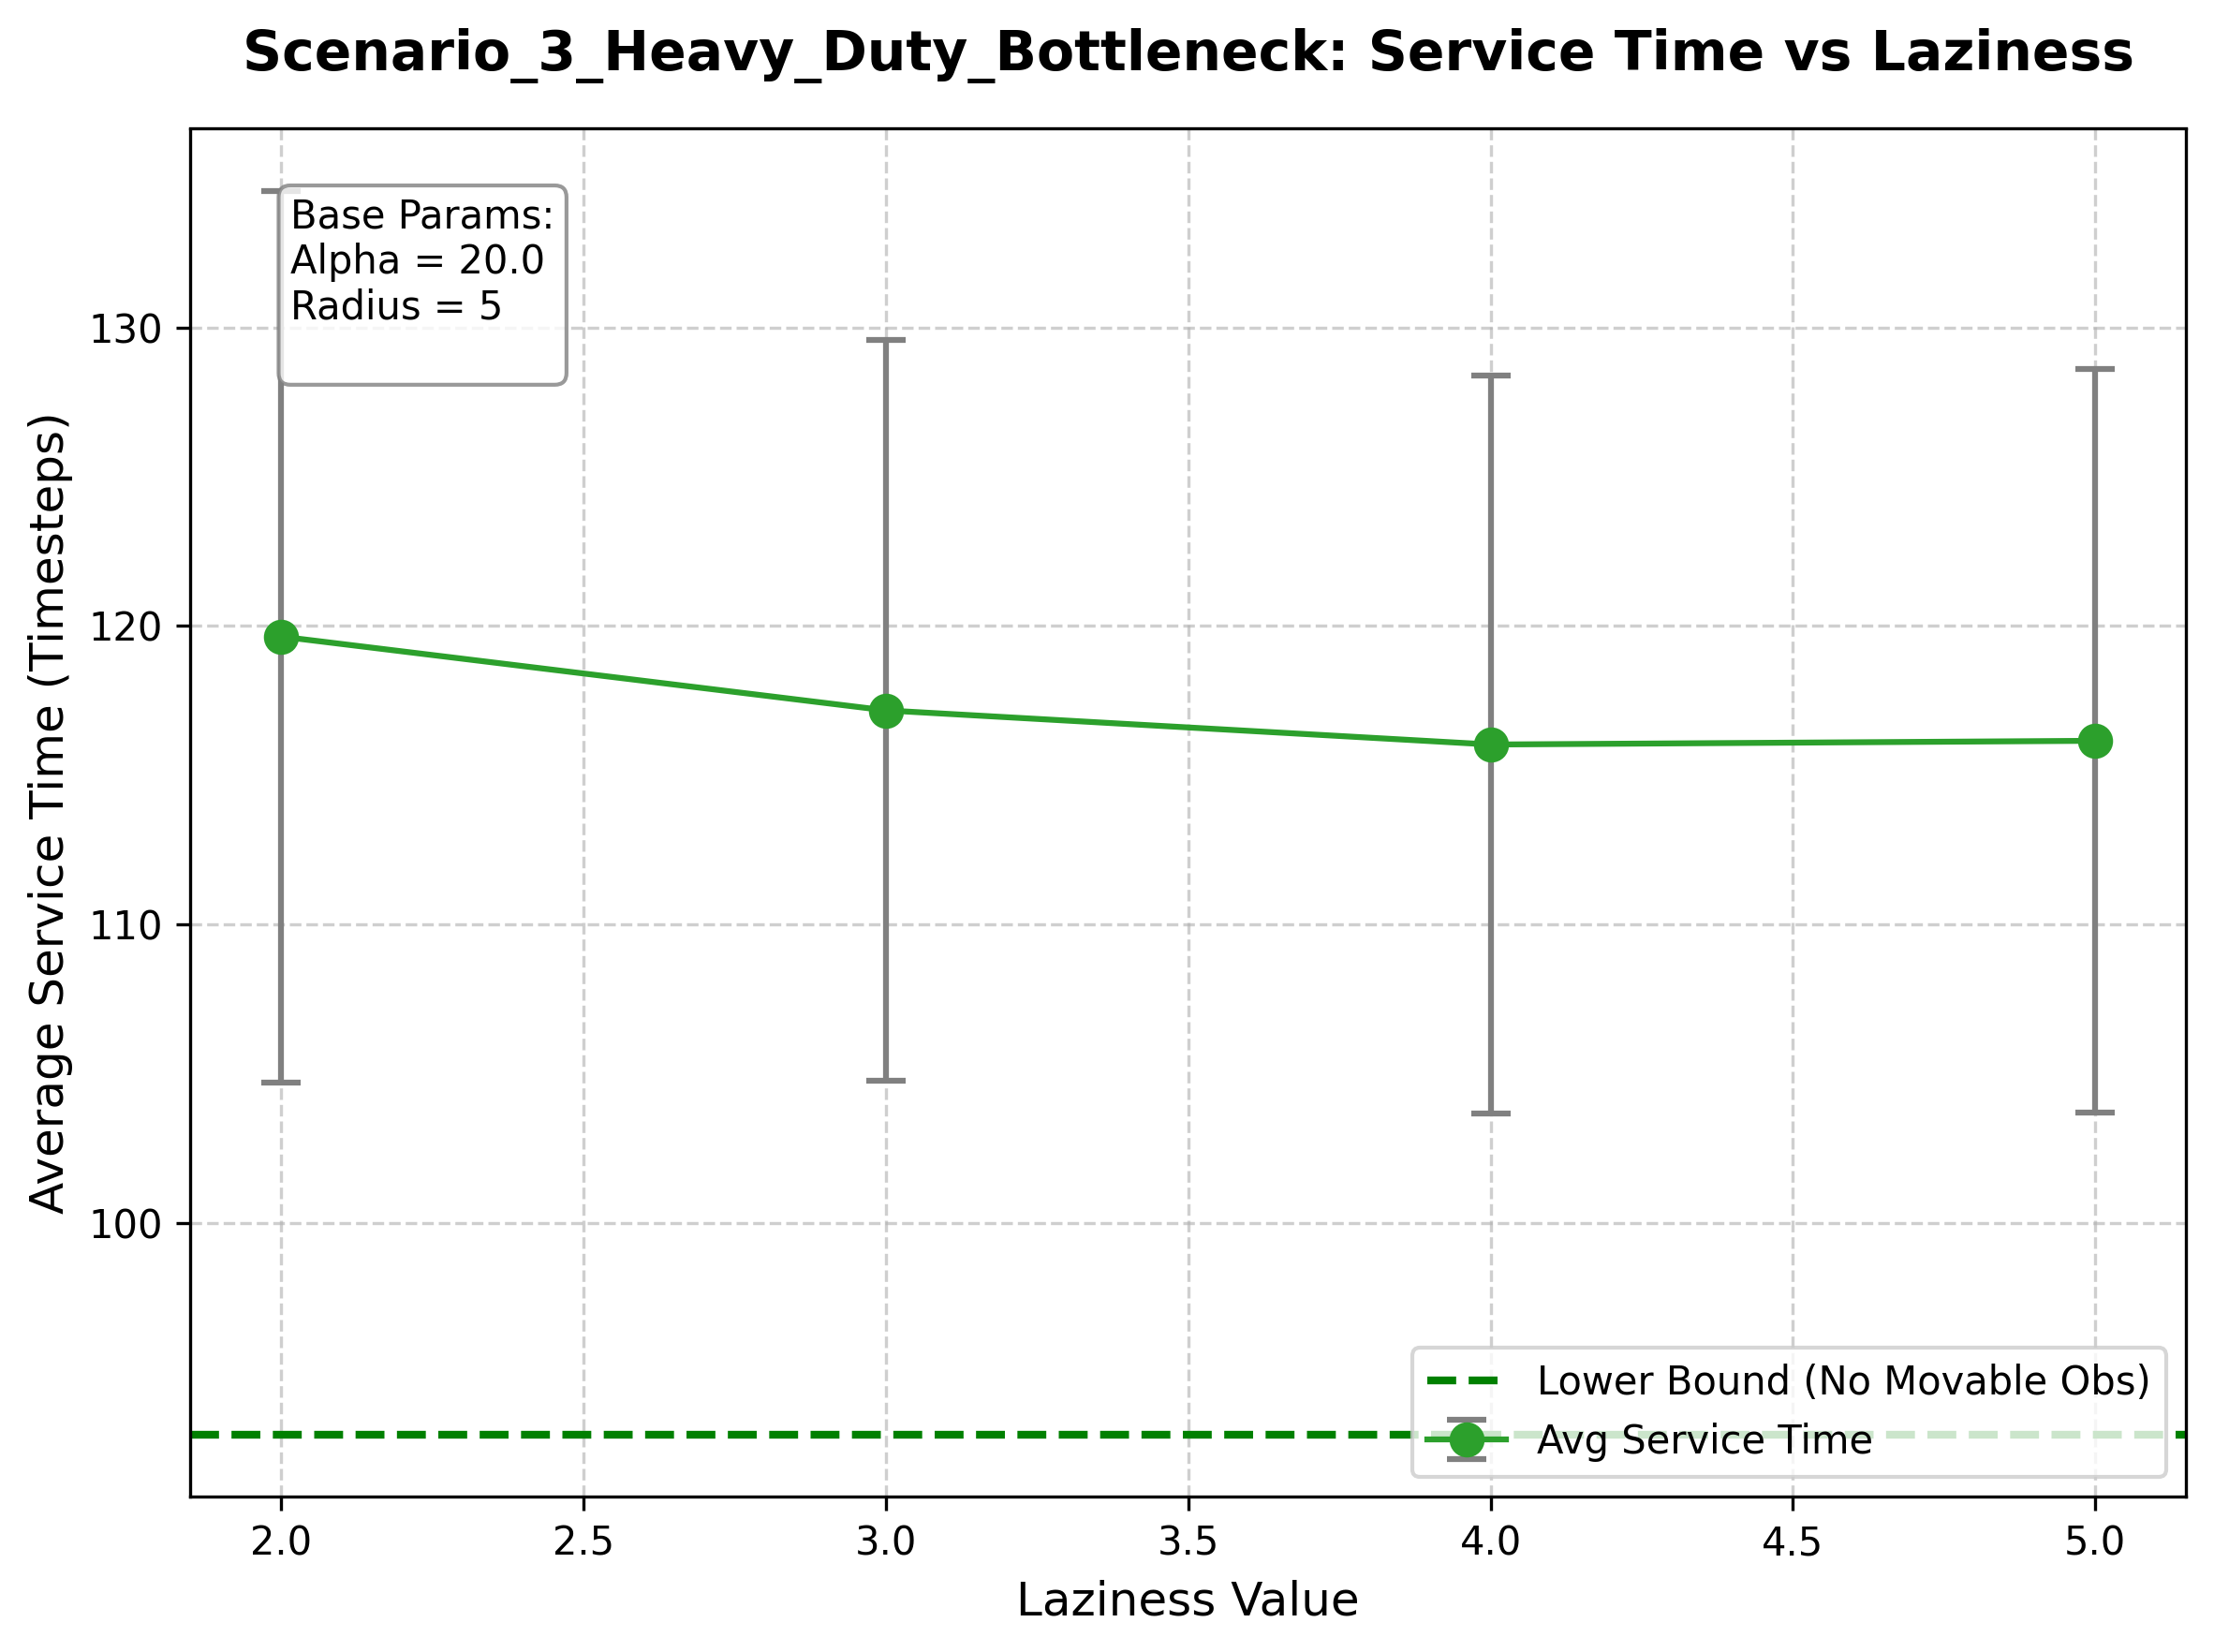 Scenario_3_Heavy_Duty_Bottleneck: Service Time vs Laziness
Base Params:
Alpha = 20.0
Radius = 5
Average Service Time (Timesteps)
130
120
110
100
Lower Bound (No Movable Obs)
Avg Service Time
2.0 2.5 3.0 3.5 4.0 4.5 5.0
Laziness Value